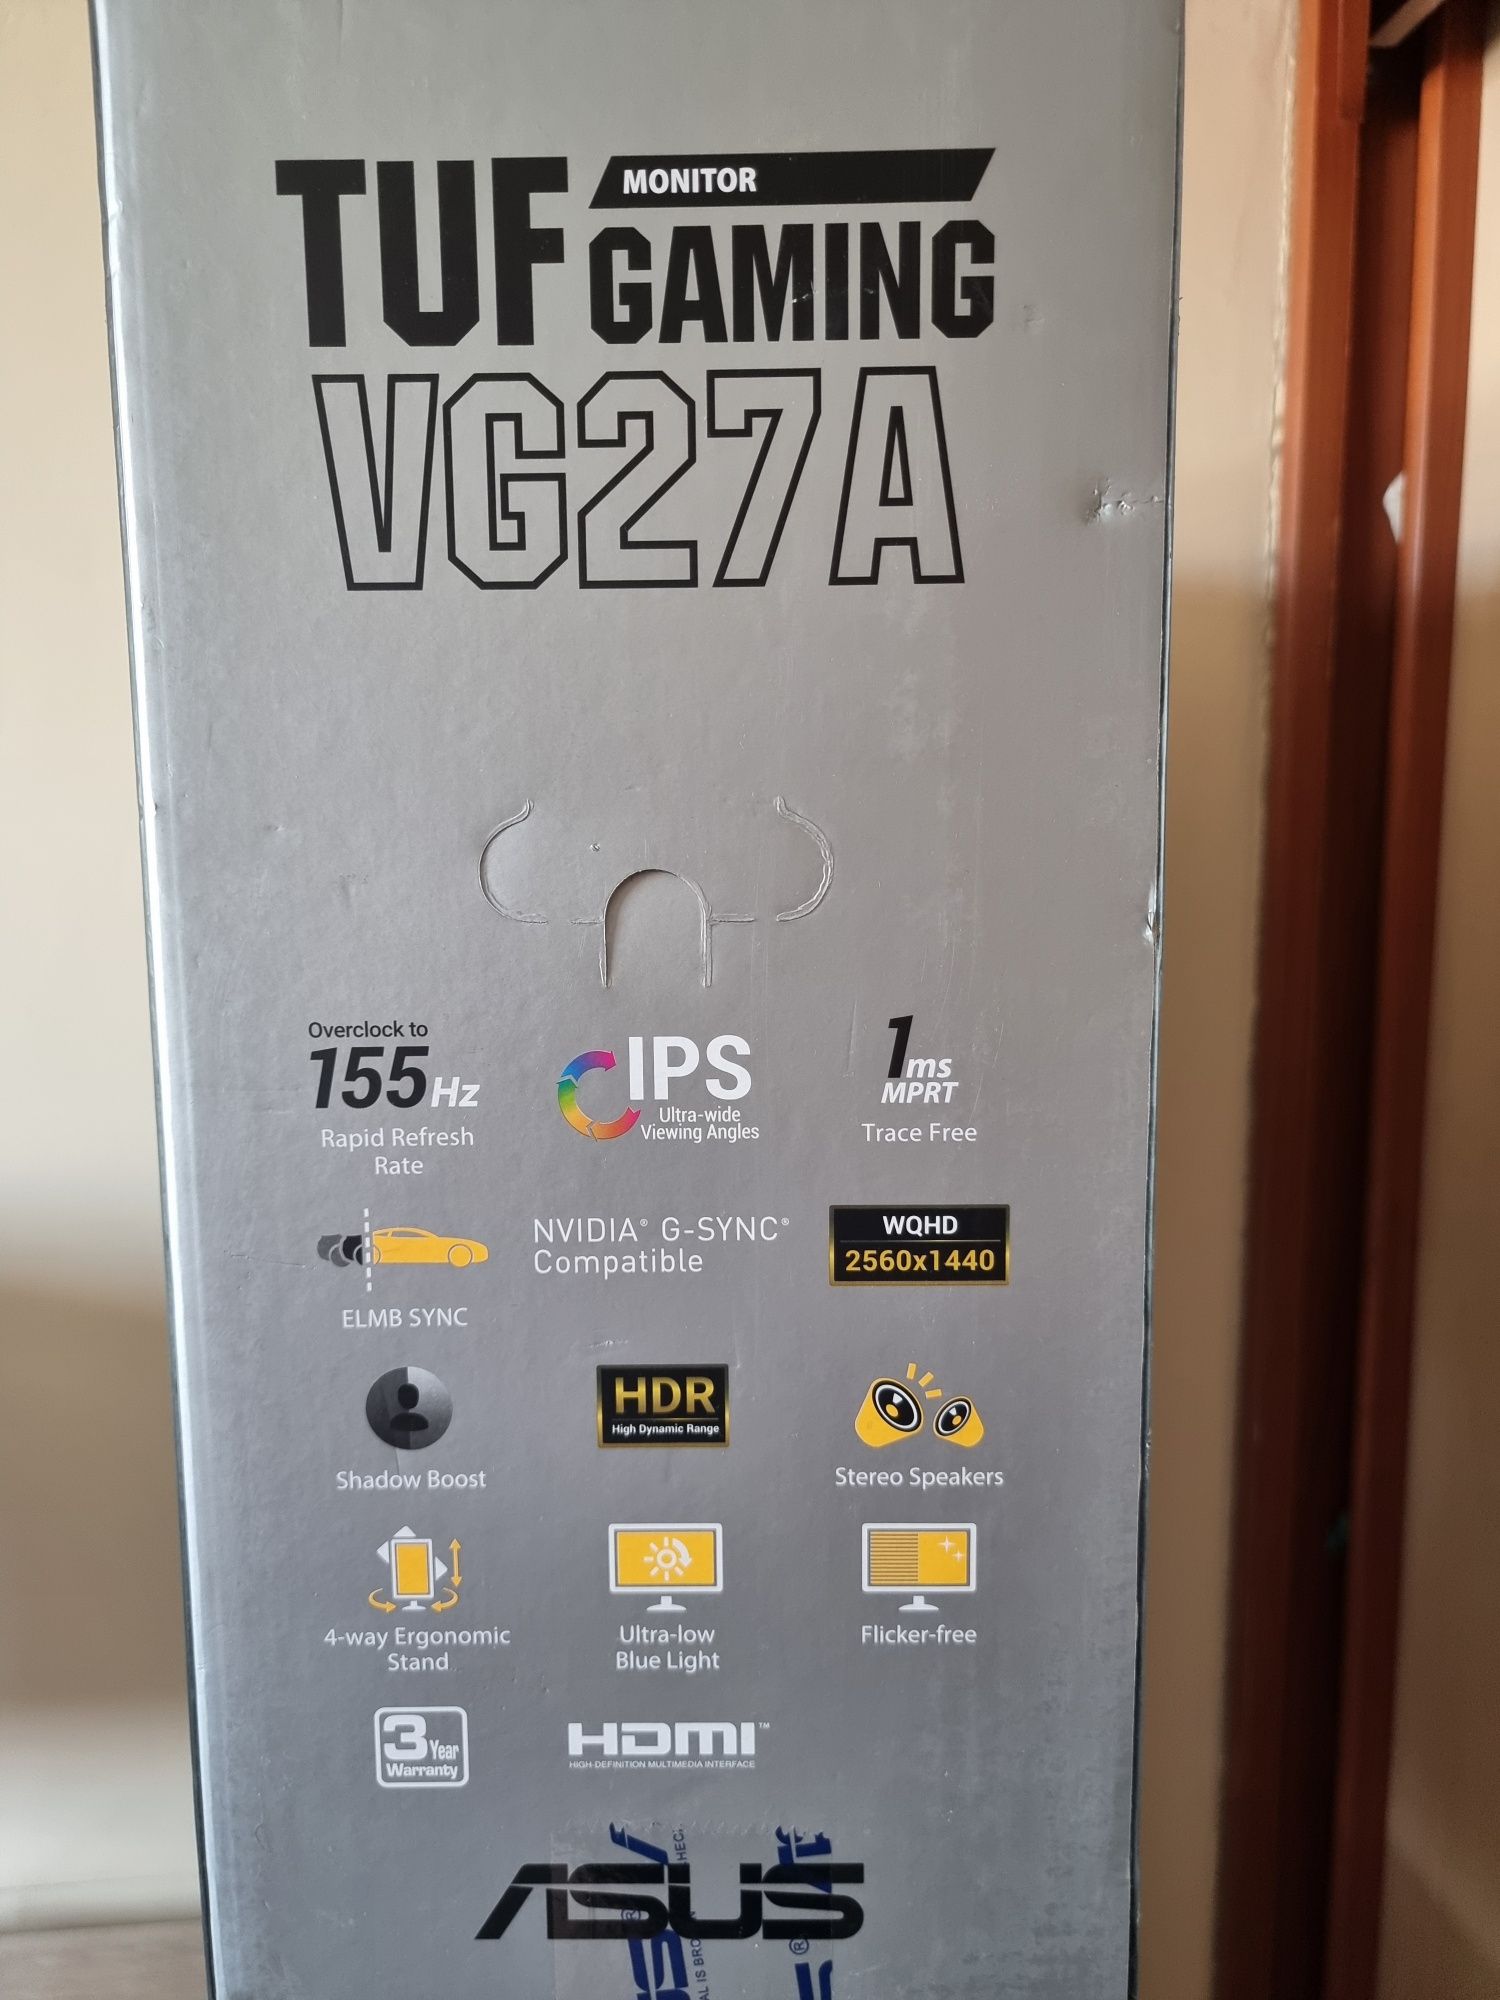 TUF MONITOR
GAMING
VG27A
Overclock to
155Hz
Rapid Refresh
Rate
IPS
Ultra-wide
Viewing Angles
1ms
MPRT
Trace Free
ELMB SYNC
NVIDIA® G-SYNC®
Compatible
WQHD
2560x1440
Shadow Boost
HDR
High Dynamic Range
Stereo Speakers
4-way Ergonomic
Stand
Ultra-low
Blue Light
Flicker-free
3 Year
Warranty
HDMI™
HIGH-DEFINITION MULTIMEDIA INTERFACE
ASUS